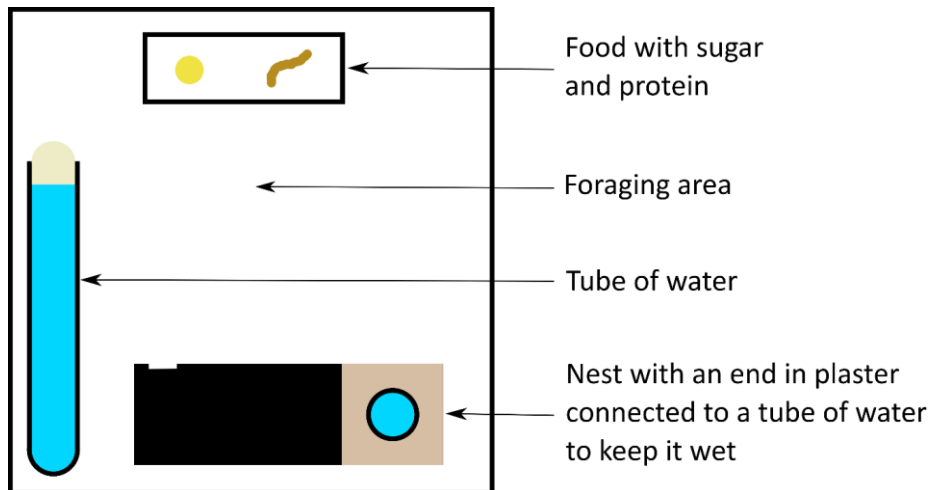 Food with sugar
and protein
Foraging area
Tube of water
Nest with an end in plaster
connected to a tube of water
to keep it wet